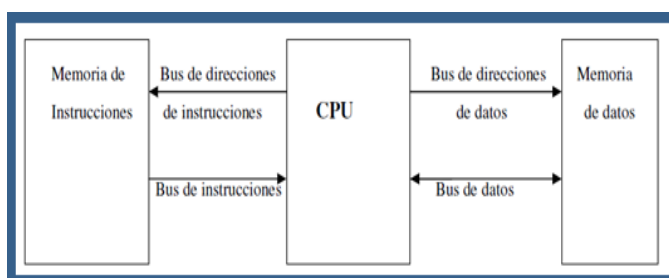 Memoria de
Instrucciones
Bus de direcciones
de instrucciones
Bus de instrucciones
CPU
Bus de direcciones
de datos
Bus de datos
Memoria
de datos